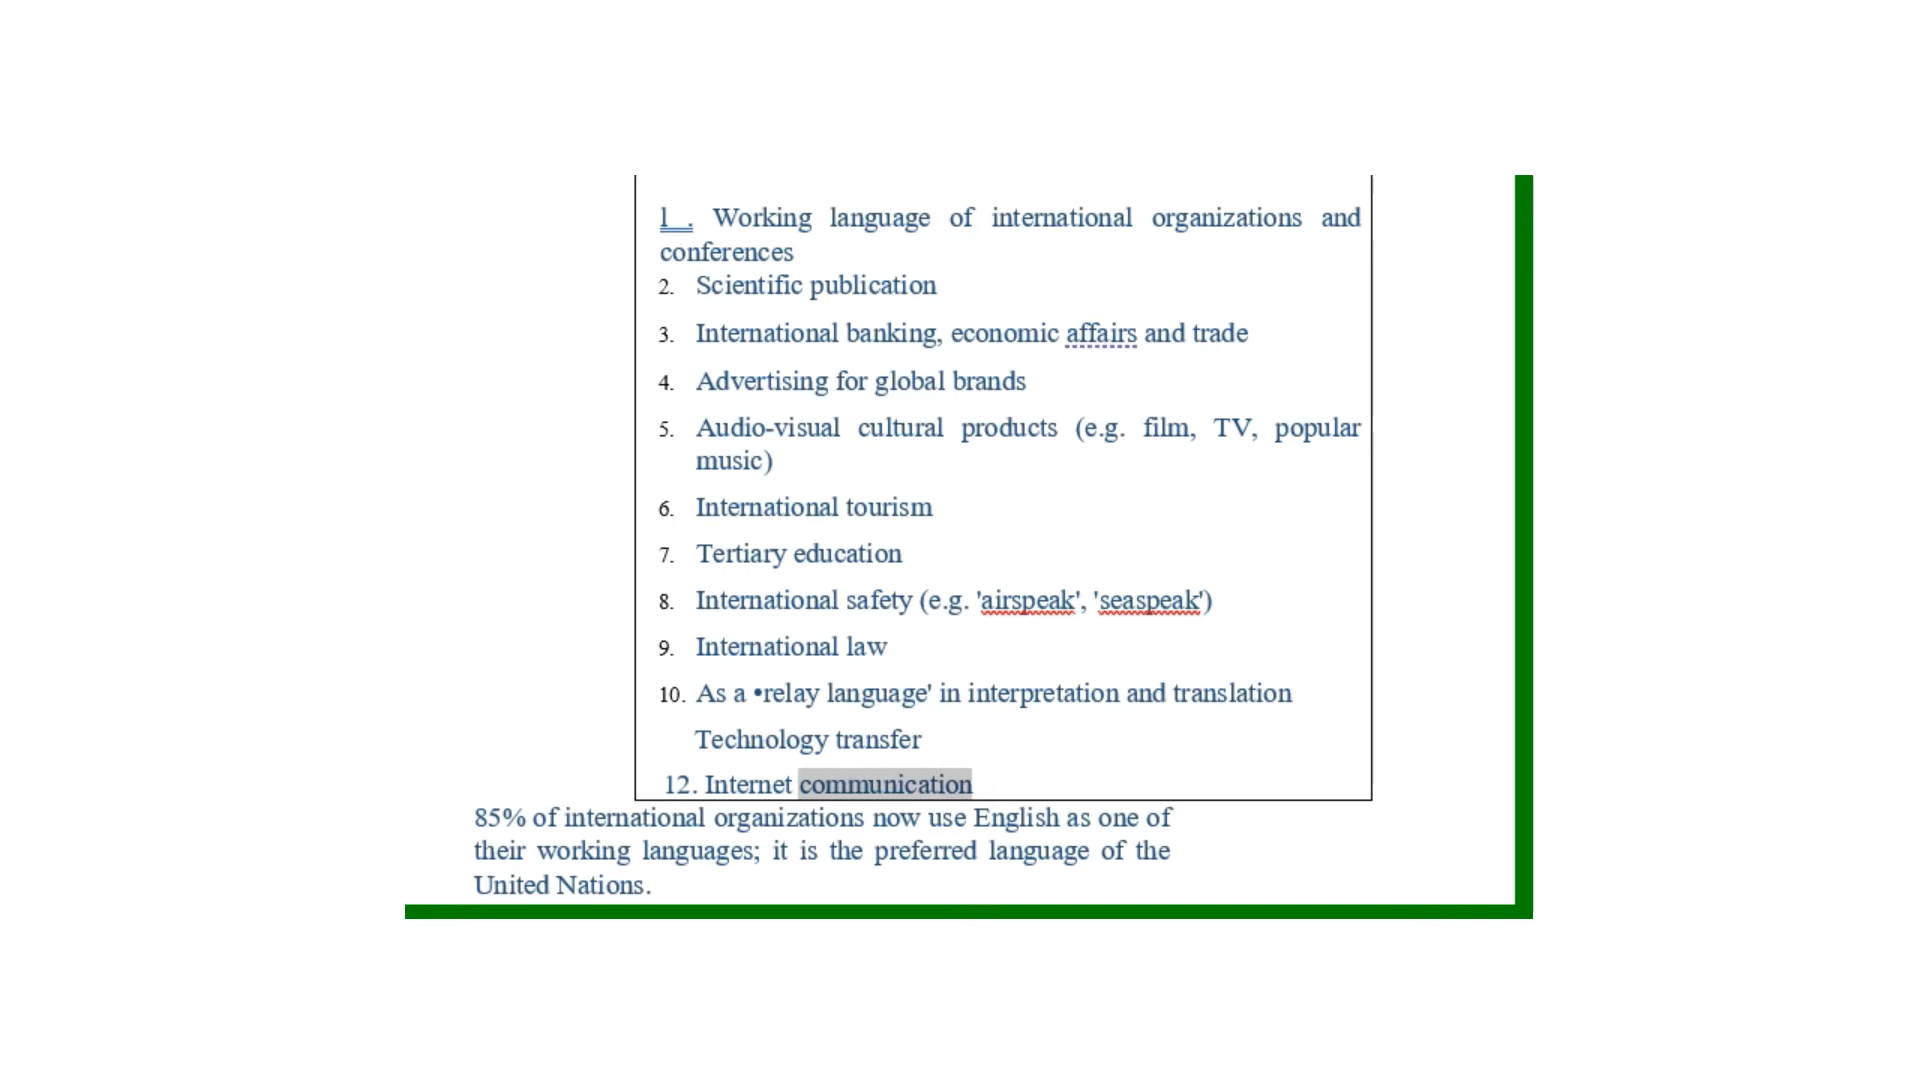 l . Working language of international organizations and
conferences
2. Scientific publication
3. International banking, economic affairs and trade
4. Advertising for global brands
5. Audio-visual cultural products (e.g. film, TV, popular
music)
6. International tourism
7. Tertiary education
8. International safety (e.g. 'airspeak', 'seaspeak')
9. International law
10. As a •relay language' in interpretation and translation
Technology transfer
12. Internet communication
85% of international organizations now use English as one of
their working languages; it is the preferred language of the
United Nations.